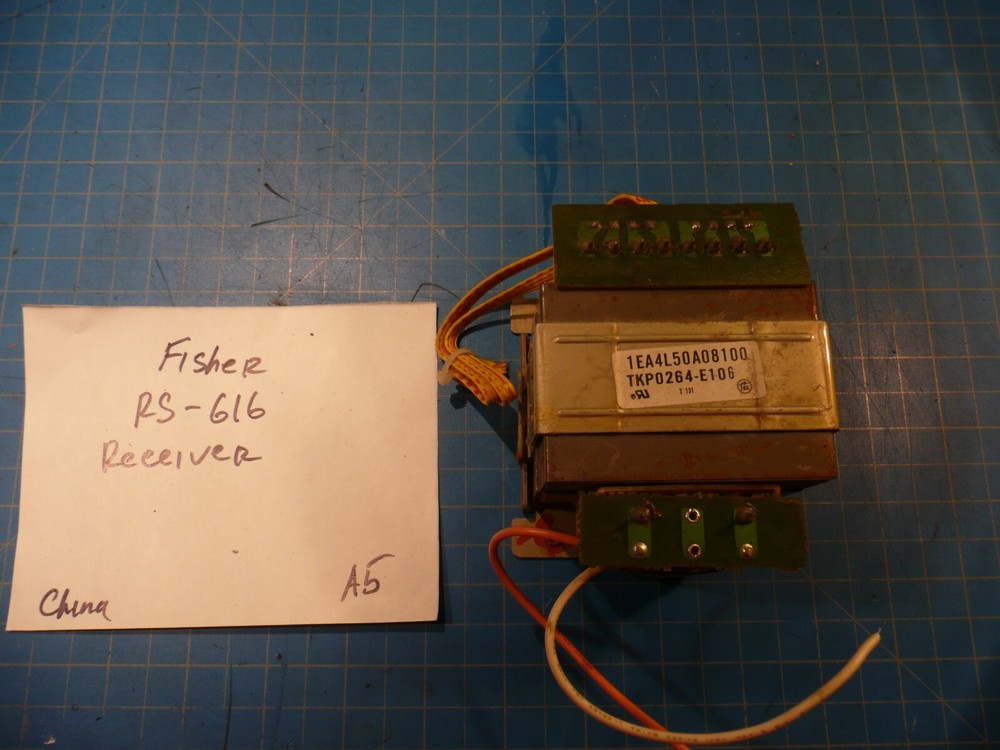 Fisher
RS-616
Receiver
China
A5
1EA4L50A08100
TKP0264-E106